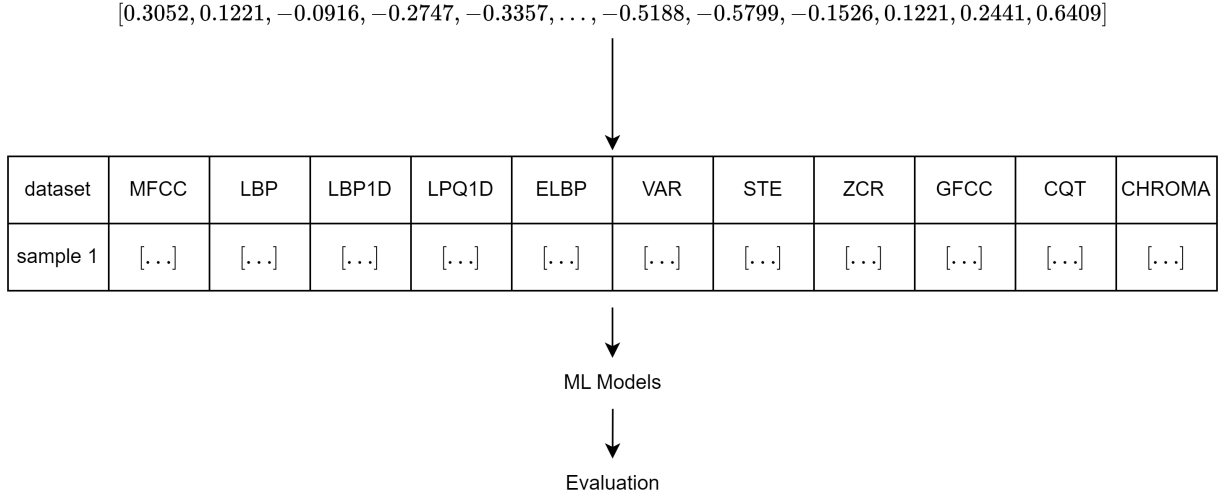 [0.3052, 0.1221, −0.0916, −0.2747, −0.3357, . . . , −0.5188, −0.5799, −0.1526, 0.1221, 0.2441, 0.6409]
dataset MFCC LBP LBP1D LPQ1D ELBP VAR STE ZCR GFCC CQT CHROMA
sample 1 [. . .] [. . .] [. . .] [. . .] [. . .] [. . .] [. . .] [. . .] [. . .] [. . .] [. . .]
ML Models
Evaluation